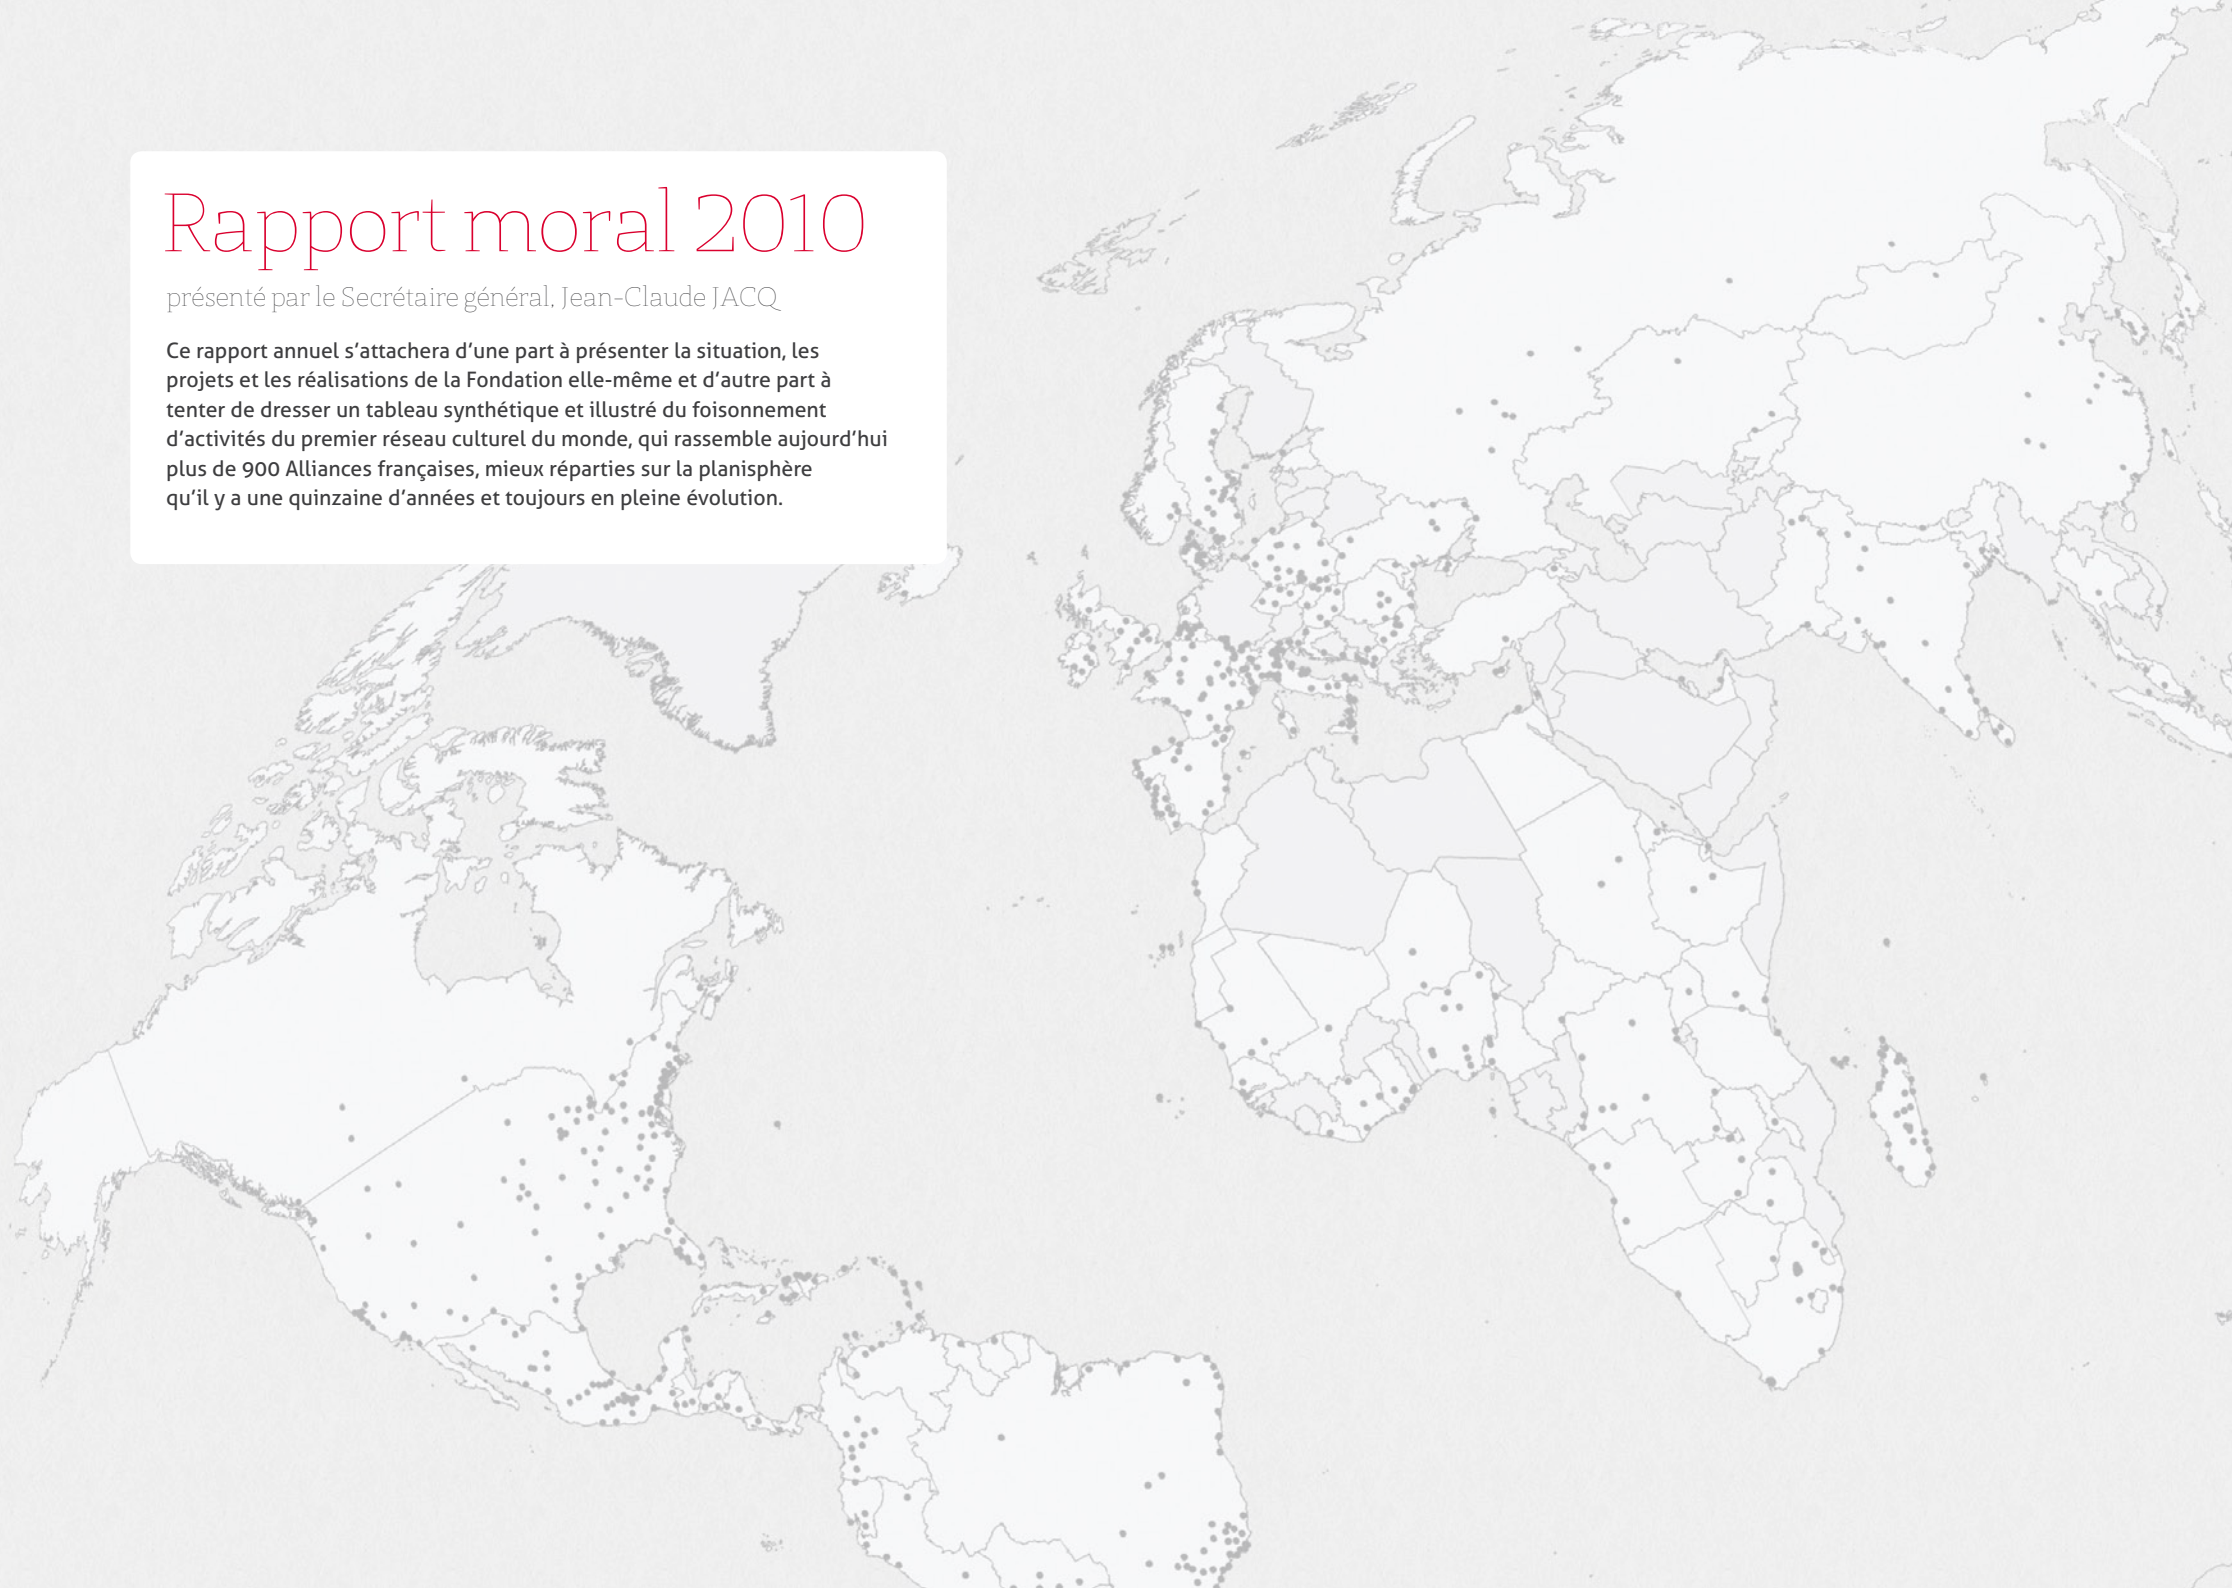 Rapport moral 2010
présenté par le Secrétaire général, Jean-Claude JACQ
Ce rapport annuel s’attachera d’une part à présenter la situation, les
projets et les réalisations de la Fondation elle-même et d’autre part à
tenter de dresser un tableau synthétique et illustré du foisonnement
d’activités du premier réseau culturel du monde, qui rassemble aujourd’hui
plus de 900 Alliances françaises, mieux réparties sur la planisphère
qu’il y a une quinzaine d’années et toujours en pleine évolution.